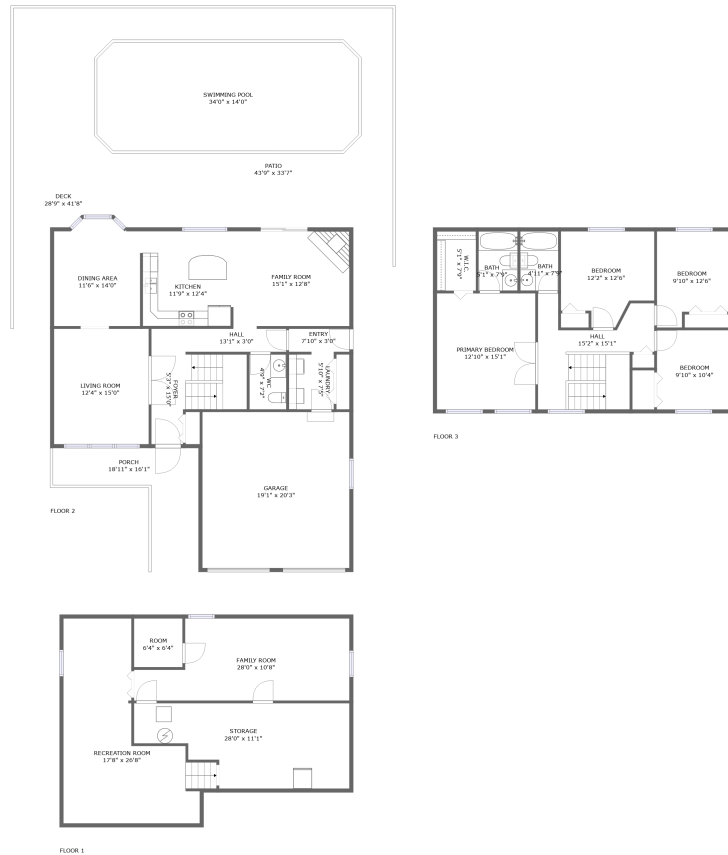 SWIMMING POOL
34'0" x 14'0"
PATIO
43'9" x 33'7"
DECK
28'9" x 41'8"
DINING AREA
11'6" x 14'0"
KITCHEN
11'9" x 12'4"
FAMILY ROOM
15'1" x 12'8"
HALL
13'1" x 3'0"
ENTRY
7'10" x 3'0"
LIVING ROOM
12'4" x 15'0"
FOYER
5'3" x 15'0"
WC
4'9" x 7'2"
LAUNDRY
5'10" x 7'5"
PORCH
18'11" x 16'1"
GARAGE
19'1" x 20'3"
FLOOR 2
W.I.C.
5'1" x 7'9"
BATH
5'1" x 7'9"
BATH
4'11" x 7'9"
BEDROOM
12'2" x 12'6"
BEDROOM
9'10" x 12'6"
PRIMARY BEDROOM
12'10" x 15'1"
HALL
15'2" x 15'1"
BEDROOM
9'10" x 10'4"
FLOOR 3
ROOM
6'4" x 6'4"
FAMILY ROOM
28'0" x 10'8"
STORAGE
28'0" x 11'1"
RECREATION ROOM
17'8" x 26'8"
FLOOR 1